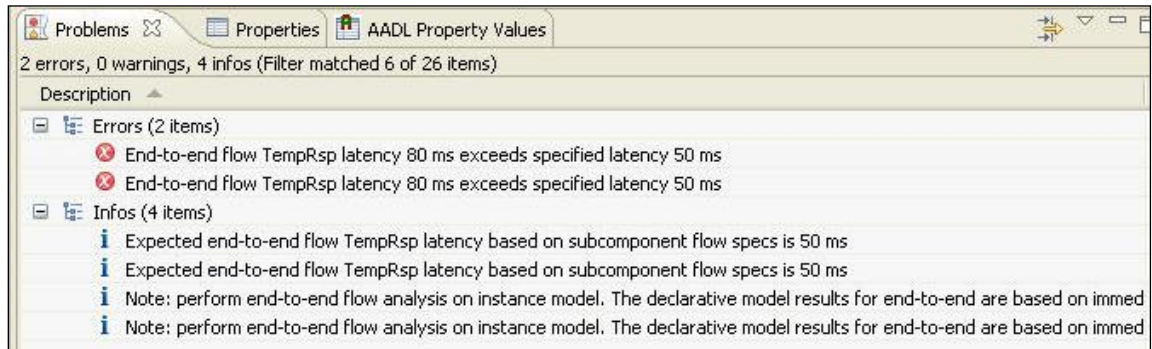 Problems Properties AADL Property Values
2 errors, 0 warnings, 4 infos (Filter matched 6 of 26 items)
Description
Errors (2 items)
End-to-end flow TempRsp latency 80 ms exceeds specified latency 50 ms
End-to-end flow TempRsp latency 80 ms exceeds specified latency 50 ms
Infos (4 items)
i Expected end-to-end flow TempRsp latency based on subcomponent flow specs is 50 ms
i Expected end-to-end flow TempRsp latency based on subcomponent flow specs is 50 ms
i Note: perform end-to-end flow analysis on instance model. The declarative model results for end-to-end are based on immed
i Note: perform end-to-end flow analysis on instance model. The declarative model results for end-to-end are based on immed